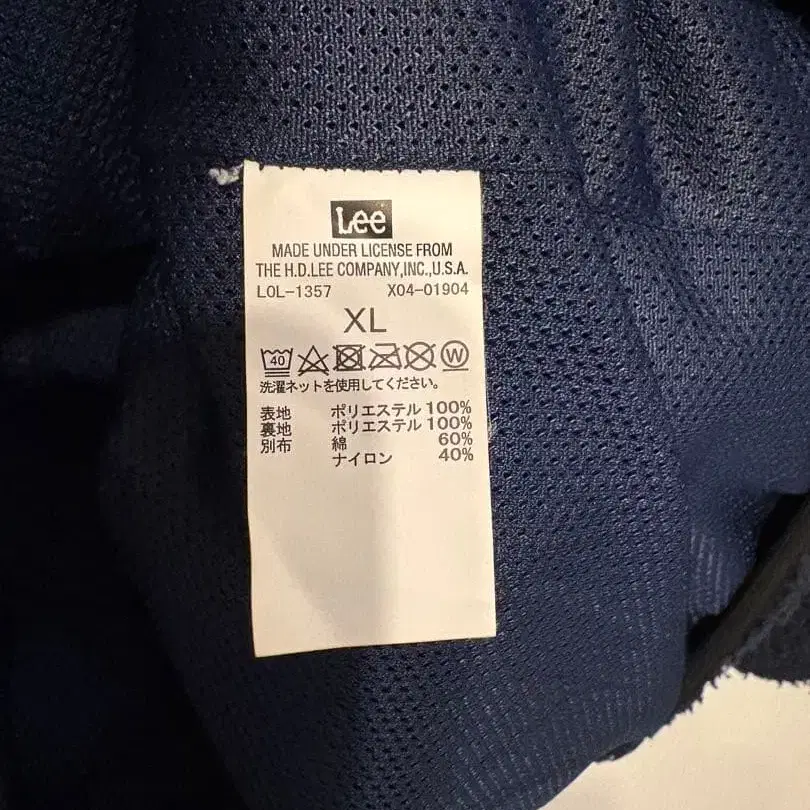 Lee
MADE UNDER LICENSE FROM
THE H.D.LEE COMPANY,INC.,U.S.A.
LOL-1357 X04-01904
XL
40 W
洗濯ネットを使用してください。
表地 ポリエステル 100%
裏地 ポリエステル 100%
別布 綿 60%
ナイロン 40%